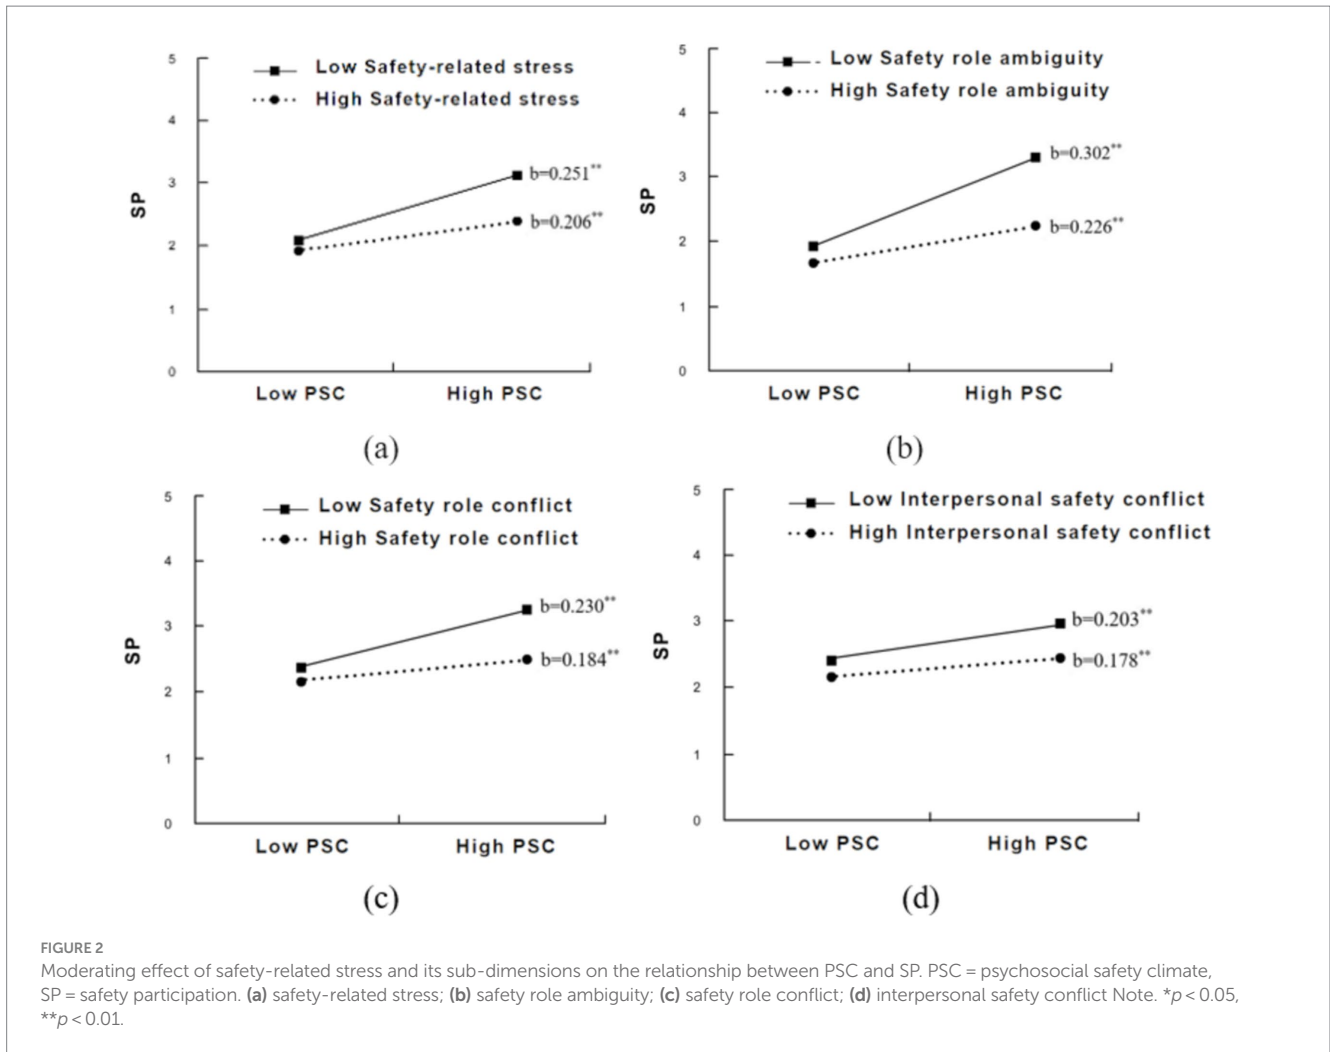 5
4
3
2
1
0
SP
Low Safety-related stress
High Safety-related stress
b=0.251**
b=0.206**
Low PSC High PSC
(a)
5
4
3
2
1
0
SP
Low Safety role ambiguity
High Safety role ambiguity
b=0.302**
b=0.226**
Low PSC High PSC
(b)
5
4
3
2
1
0
SP
Low Safety role conflict
High Safety role conflict
b=0.230**
b=0.184**
Low PSC High PSC
(c)
5
4
3
2
1
0
SP
Low Interpersonal safety conflict
High Interpersonal safety conflict
b=0.203**
b=0.178**
Low PSC High PSC
(d)
FIGURE 2
Moderating effect of safety-related stress and its sub-dimensions on the relationship between PSC and SP. PSC = psychosocial safety climate,
SP = safety participation. (a) safety-related stress; (b) safety role ambiguity; (c) safety role conflict; (d) interpersonal safety conflict Note. *p < 0.05,
**p < 0.01.